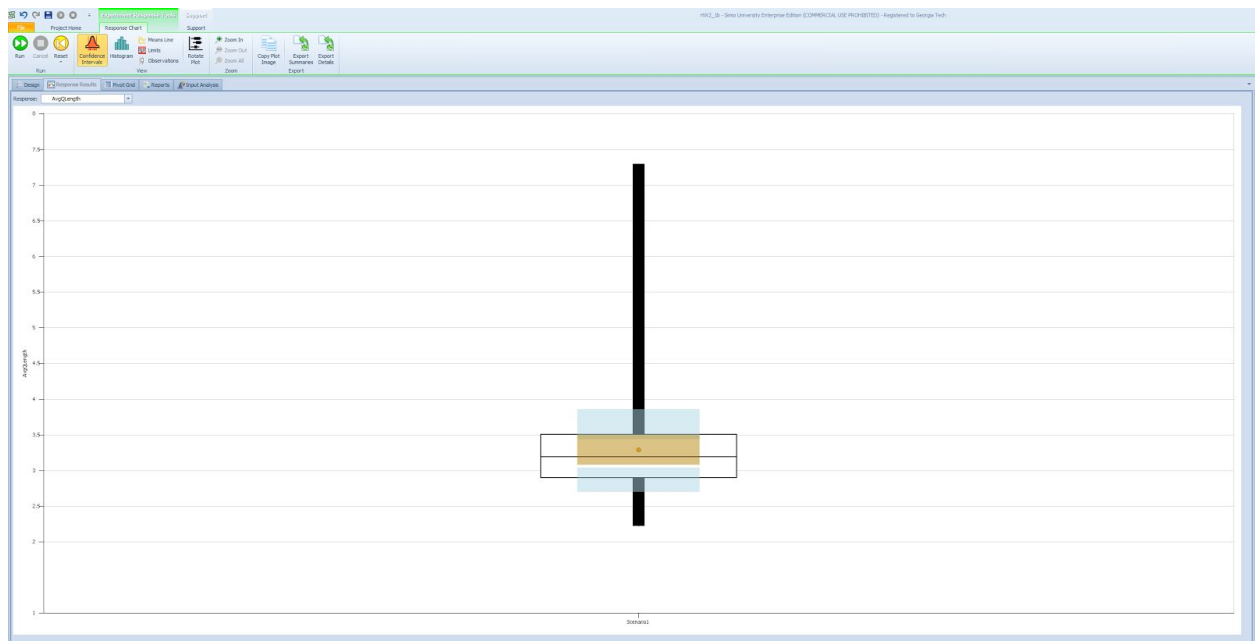 Support
HW2_1b - Simio University Enterprise Edition (COMMERCIAL USE PROHIBITED) - Registered to Georgia Tech
File Project Home Response Chart Support
Run Cancel Reset
Confidence Intervals
Histogram
Means Line
Limits
Observations
Rotate Plot
Zoom In
Zoom Out
Zoom All
Copy Plot Image
Export Summaries
Export Details
Run View Zoom Export
Design Response Results Pivot Grid Reports Input Analysis
Response: AvgQLength
8
7.5
7
6.5
6
5.5
5
4.5
4
3.5
3
2.5
2
1
AvgQLength
Scenario1